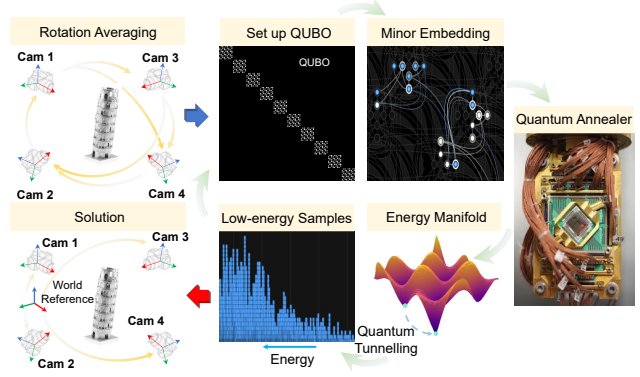 Rotation Averaging
Cam 1
Cam 3
Cam 2
Cam 4
Set up QUBO
QUBO
Minor Embedding
Quantum Annealer
Solution
Cam 1
Cam 3
World
Reference
Cam 4
Cam 2
Low-energy Samples
Energy
Energy Manifold
Quantum
Tunnelling